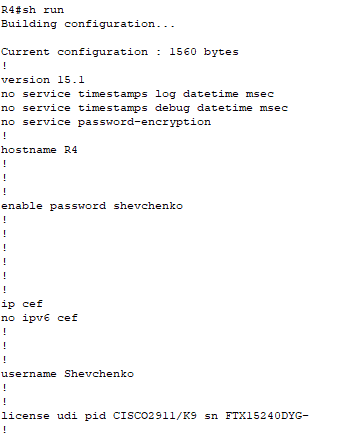 R4#sh run
Building configuration...
Current configuration : 1560 bytes
!
version 15.1
no service timestamps log datetime msec
no service timestamps debug datetime msec
no service password-encryption
!
hostname R4
!
!
!
enable password shevchenko
!
!
!
!
!
!
ip cef
no ipv6 cef
!
!
!
username Shevchenko
!
!
license udi pid CISCO2911/K9 sn FTX15240DYG-
!